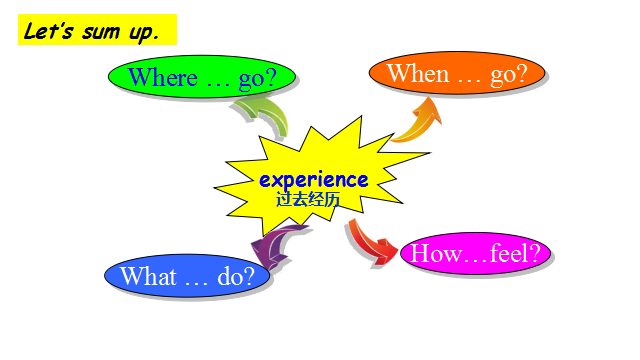 Let's sum up.
Where … go?
When … go?
experience
过去经历
What … do?
How…feel?